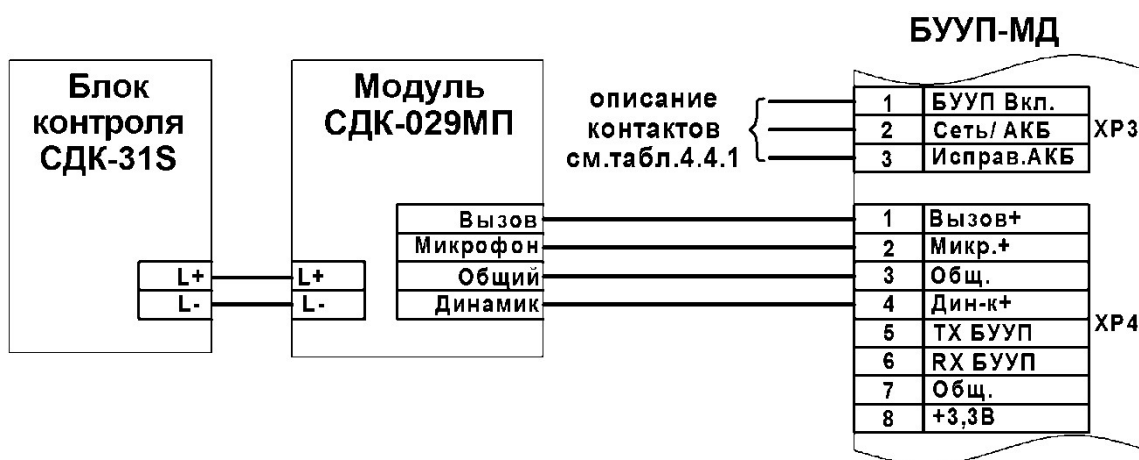 БУУП-МД
Блок
контроля
СДК-31S
L+
L-
Модуль
СДК-029МП
L+
L-
Вызов
Микрофон
Общий
Динамик
описание
контактов
см.табл.4.4.1
1 БУУП Вкл.
2 Сеть/ АКБ
3 Исправ.АКБ
XP3
1 Вызов+
2 Микр.+
3 Общ.
4 Дин-к+
5 TX БУУП
6 RX БУУП
7 Общ.
8 +3,3В
XP4